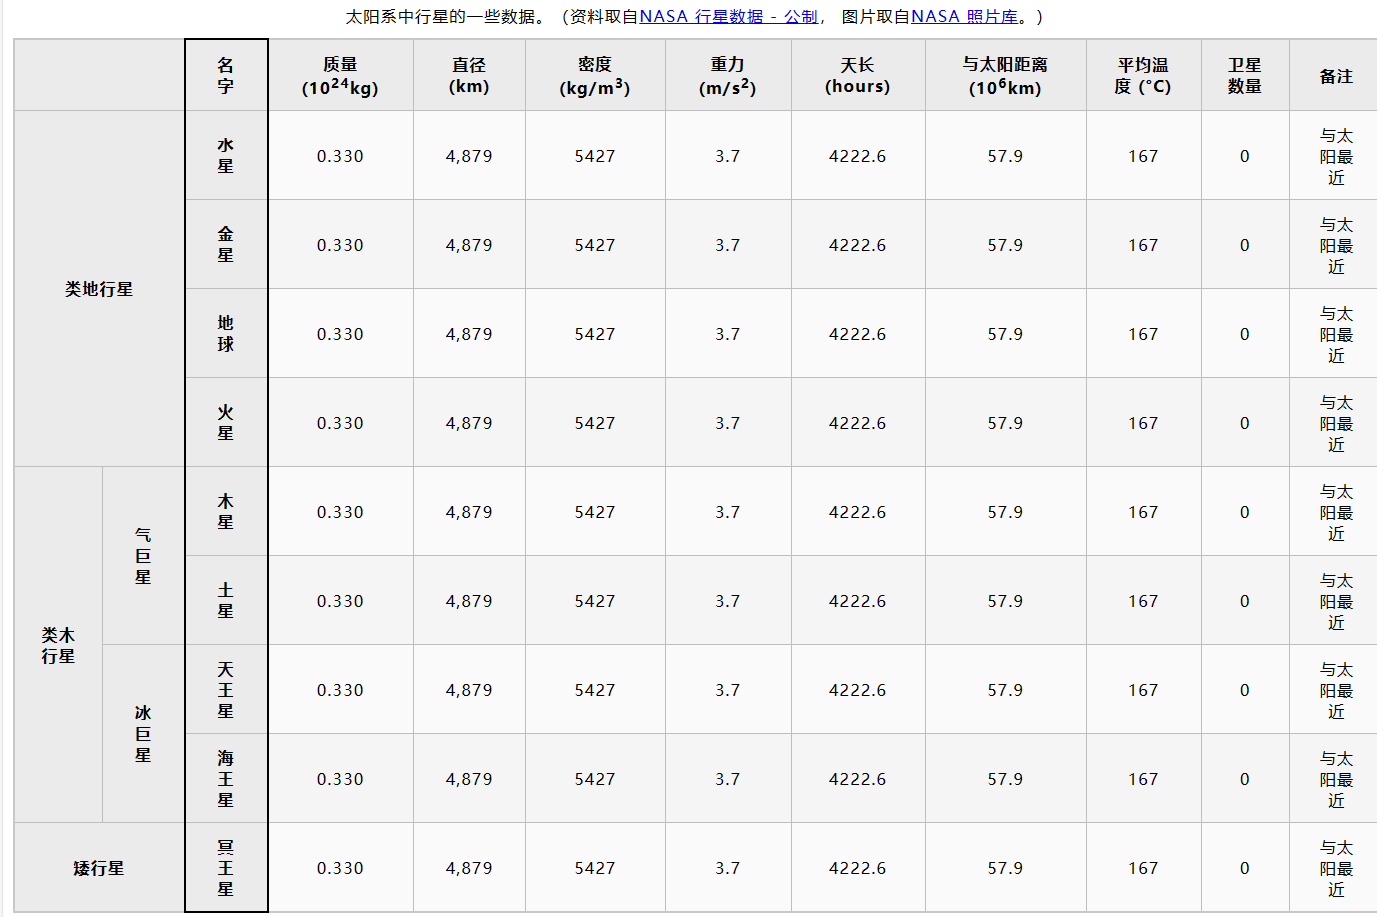 太阳系中行星的一些数据。（资料取自NASA 行星数据 - 公制， 图片取自NASA 照片库。）
名字 质量 (10²⁴kg) 直径 (km) 密度 (kg/m³) 重力 (m/s²) 天长 (hours) 与太阳距离 (10⁶km) 平均温度 (°C) 卫星数量 备注
类地行星 水星 0.330 4,879 5427 3.7 4222.6 57.9 167 0 与太阳最近
金星 0.330 4,879 5427 3.7 4222.6 57.9 167 0 与太阳最近
地球 0.330 4,879 5427 3.7 4222.6 57.9 167 0 与太阳最近
火星 0.330 4,879 5427 3.7 4222.6 57.9 167 0 与太阳最近
类木行星 气巨星 木星 0.330 4,879 5427 3.7 4222.6 57.9 167 0 与太阳最近
土星 0.330 4,879 5427 3.7 4222.6 57.9 167 0 与太阳最近
冰巨星 天王星 0.330 4,879 5427 3.7 4222.6 57.9 167 0 与太阳最近
海王星 0.330 4,879 5427 3.7 4222.6 57.9 167 0 与太阳最近
矮行星 冥王星 0.330 4,879 5427 3.7 4222.6 57.9 167 0 与太阳最近